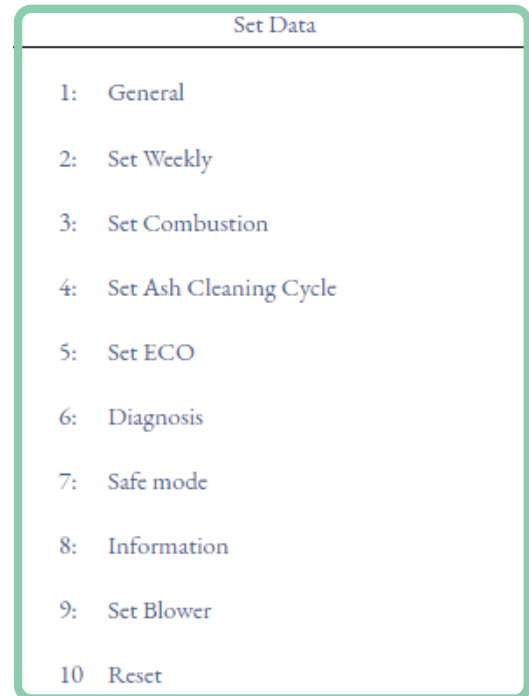 Set Data
1: General
2: Set Weekly
3: Set Combustion
4: Set Ash Cleaning Cycle
5: Set ECO
6: Diagnosis
7: Safe mode
8: Information
9: Set Blower
10 Reset